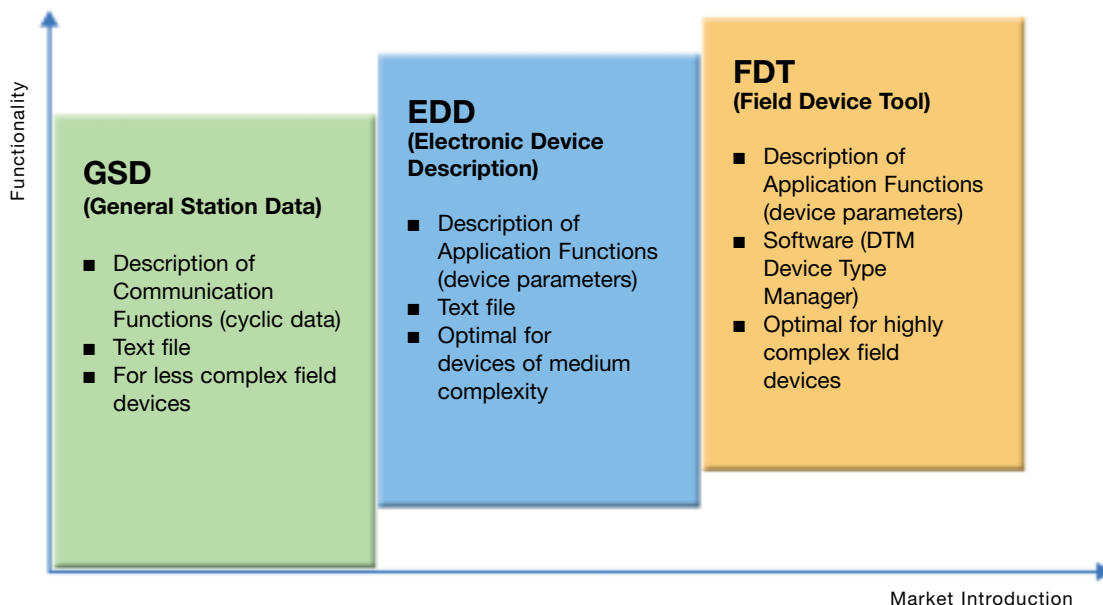 Functionality
GSD
(General Station Data)
■ Description of
Communication
Functions (cyclic data)
■ Text file
■ For less complex field
devices
EDD
(Electronic Device
Description)
■ Description of
Application Functions
(device parameters)
■ Text file
■ Optimal for
devices of medium
complexity
FDT
(Field Device Tool)
■ Description of
Application Functions
(device parameters)
■ Software (DTM
Device Type
Manager)
■ Optimal for highly
complex field
devices
Market Introduction